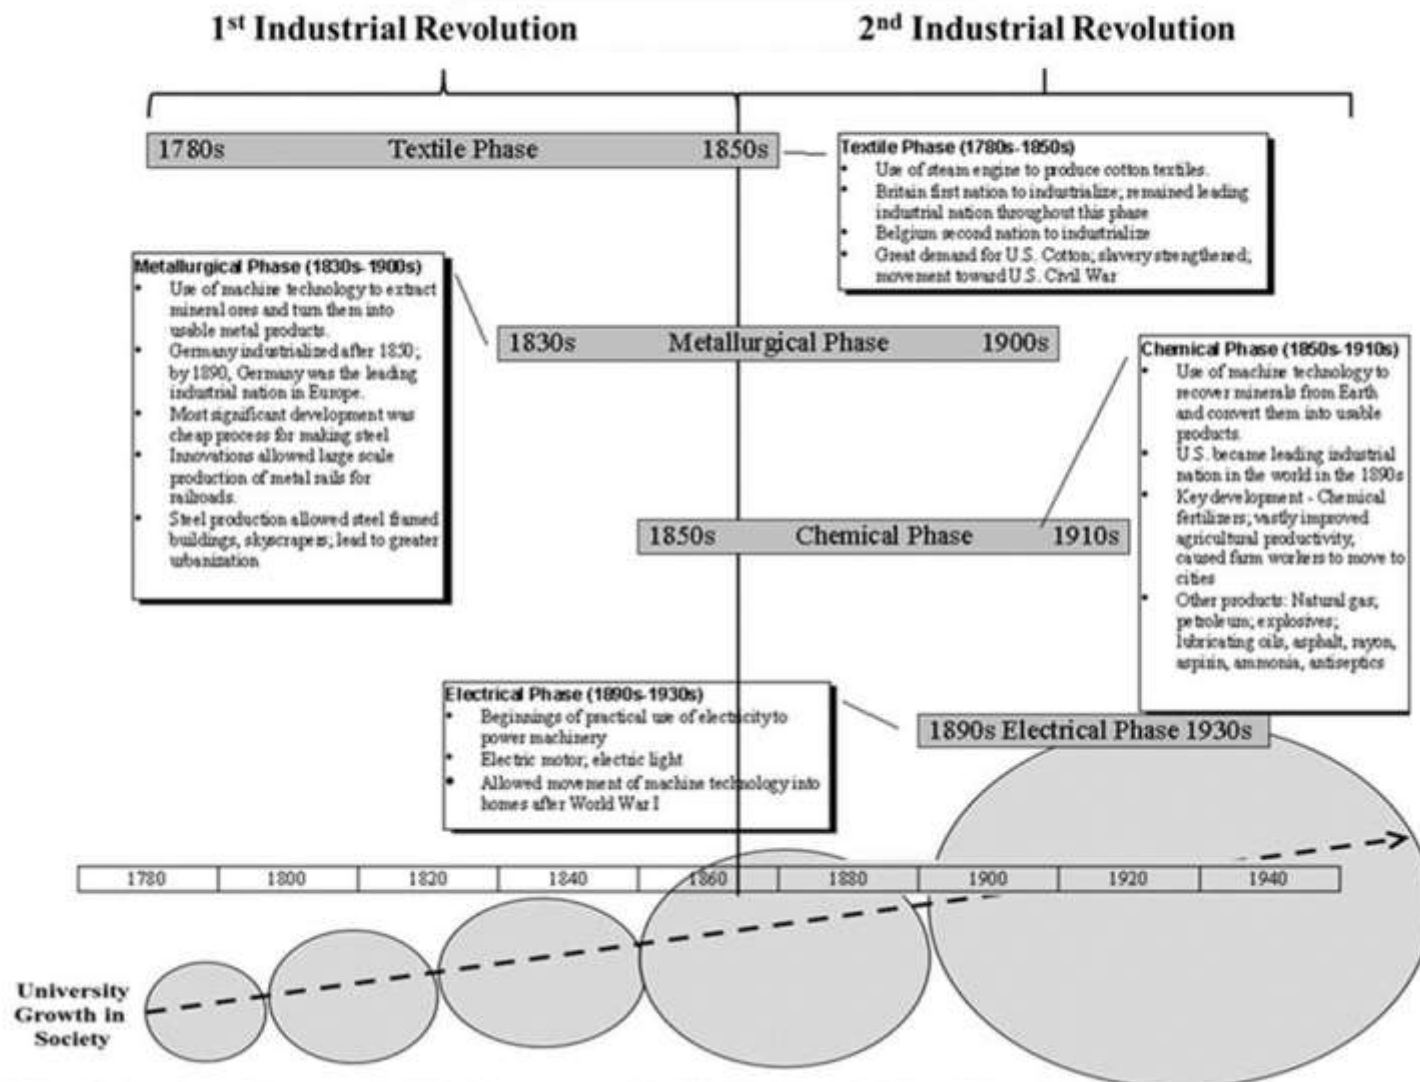 1st Industrial Revolution
2nd Industrial Revolution
1780s Textile Phase 1850s
Textile Phase (1780s-1850s)
• Use of steam engine to produce cotton textiles.
• Britain first nation to industrialize; remained leading
industrial nation throughout this phase
• Belgium second nation to industrialize
• Great demand for U.S. Cotton; slavery strengthened;
movement toward U.S. Civil War
Metallurgical Phase (1830s-1900s)
• Use of machine technology to extract
mineral ores and turn them into
usable metal products.
• Germany industrialized after 1850;
by 1890, Germany was the leading
industrial nation in Europe.
• Most significant development was
cheap process for making steel
• Innovations allowed large scale
production of metal rails for
railroads.
• Steel production allowed steel framed
buildings, skyscrapers; lead to greater
urbanization
1830s Metallurgical Phase 1900s
Chemical Phase (1850s-1910s)
• Use of machine technology to
recover minerals from Earth
and convert them into usable
products.
• U.S. became leading industrial
nation in the world in the 1890s
• Key development - Chemical
fertilizers; vastly improved
agricultural productivity;
caused farm workers to move to
cities
• Other products: Natural gas;
petroleum; explosives;
lubricating oils, asphalt, rayon,
aspirin, ammonia, antiseptics
1850s Chemical Phase 1910s
Electrical Phase (1890s-1930s)
• Beginnings of practical use of electricity to
power machinery
• Electric motor; electric light
• Allowed movement of machine technology into
homes after World War I
1890s Electrical Phase 1930s
1780 1800 1820 1840 1860 1880 1900 1920 1940
University
Growth in
Society